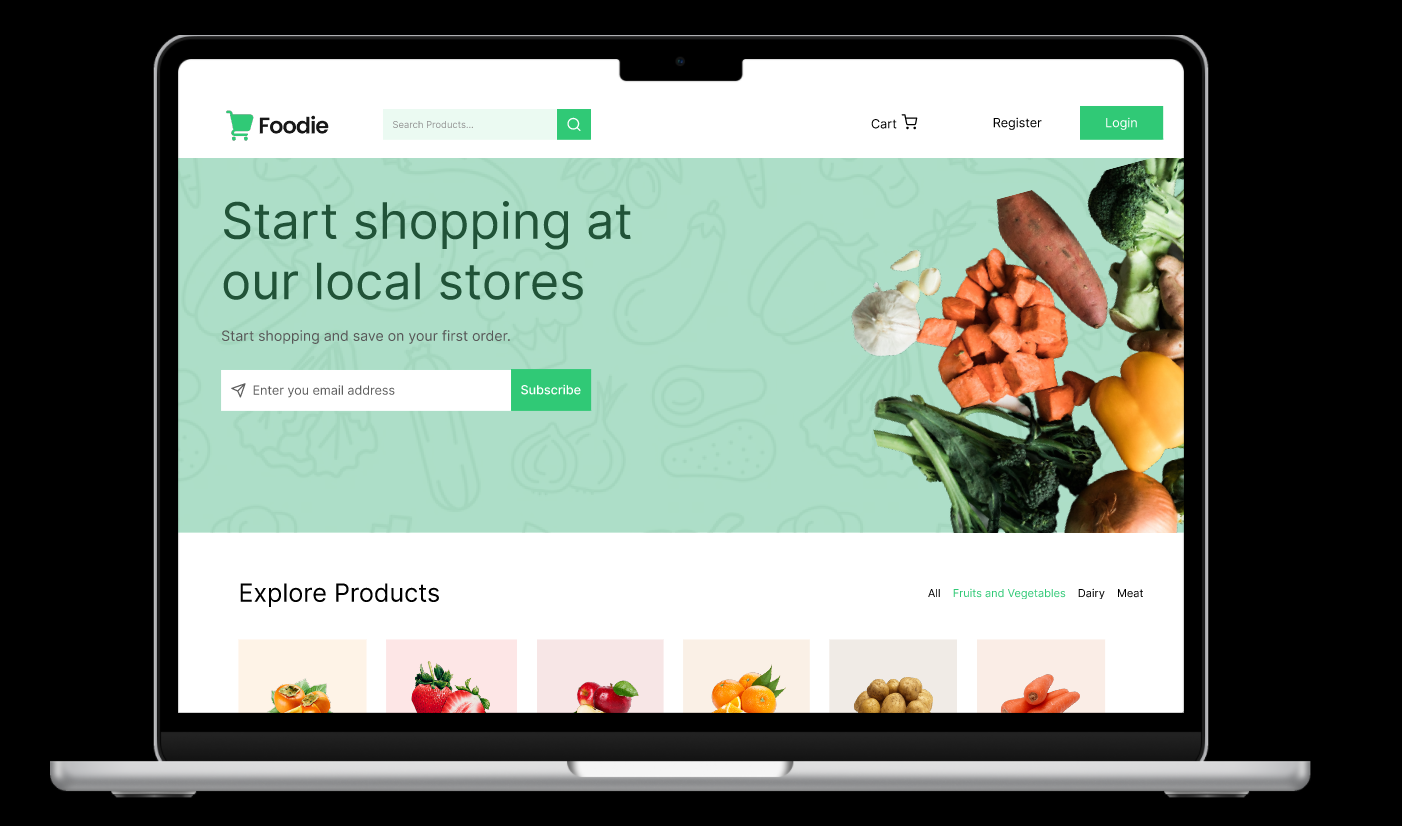 Foodie
Search Products...
Cart
Register
Login
Start shopping at
our local stores
Start shopping and save on your first order.
Enter you email address
Subscribe
Explore Products
All
Fruits and Vegetables
Dairy
Meat